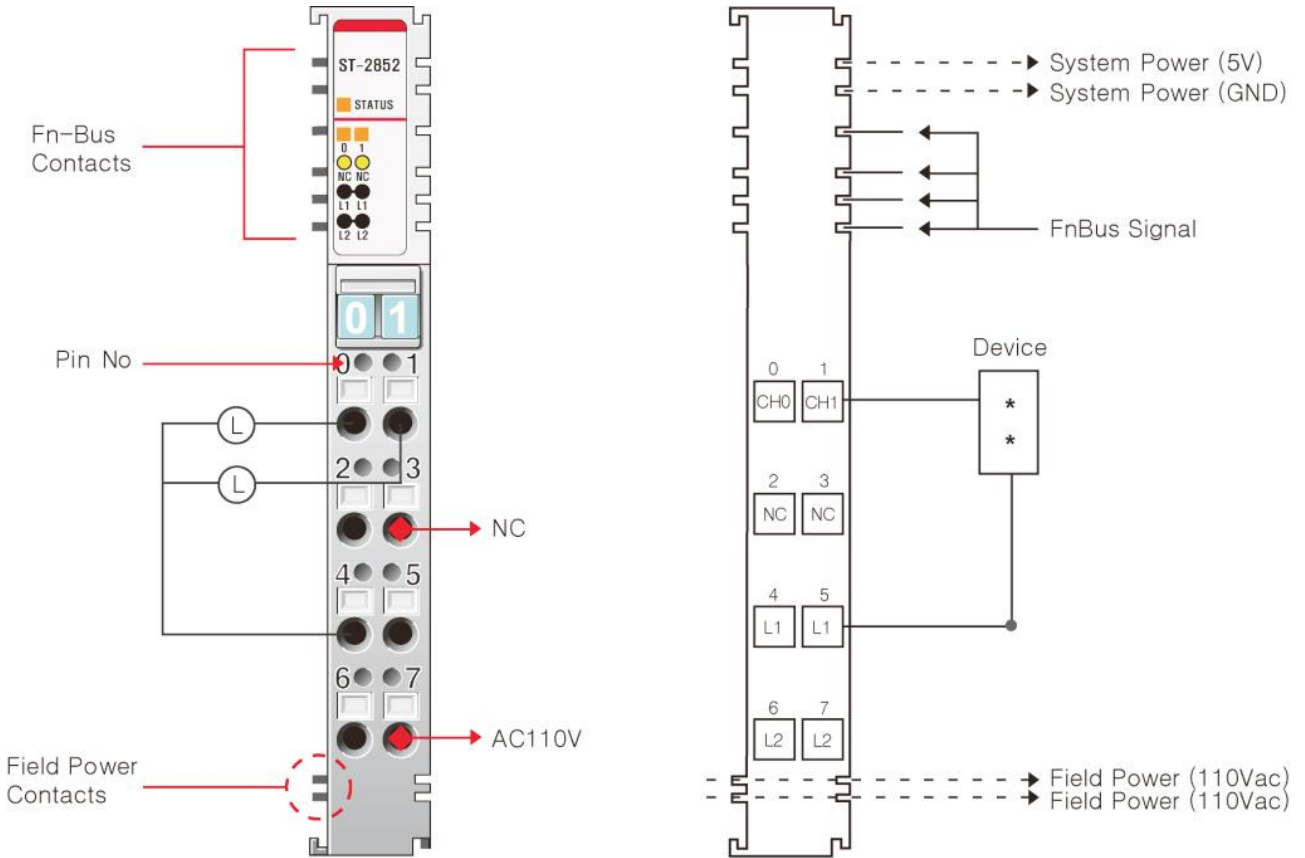 ST-2852
STATUS
0 1
NC NC
L1 L1
L2 L2
Fn-Bus
Contacts
0 1
Pin No
0 1
L
L
2 3
NC
4 5
6 7
AC110V
Field Power
Contacts
System Power (5V)
System Power (GND)
FnBus Signal
Device
*
*
0 1
CH0 CH1
2 3
NC NC
4 5
L1 L1
6 7
L2 L2
Field Power (110Vac)
Field Power (110Vac)